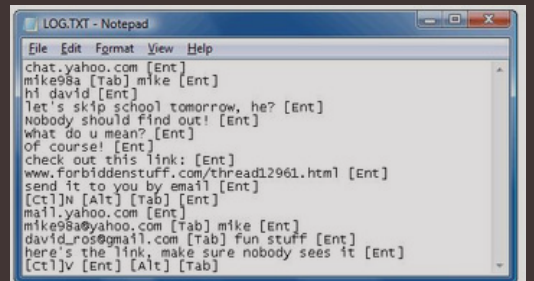 LOG.TXT - Notepad
File Edit Format View Help
chat.yahoo.com [Ent]
mike98a [Tab] mike [Ent]
hi david [Ent]
let's skip school tomorrow, he? [Ent]
Nobody should find out! [Ent]
what do u mean? [Ent]
of course! [Ent]
check out this link: [Ent]
www.forbiddenstuff.com/thread12961.html [Ent]
send it to you by email [Ent]
[Ctl]N [Alt] [Tab] [Ent]
mail.yahoo.com [Ent]
mike98a@yahoo.com [Tab] mike [Ent]
david_ros@gmail.com [Tab] fun stuff [Ent]
here's the link, make sure nobody sees it [Ent]
[Ctl]V [Ent] [Alt] [Tab]